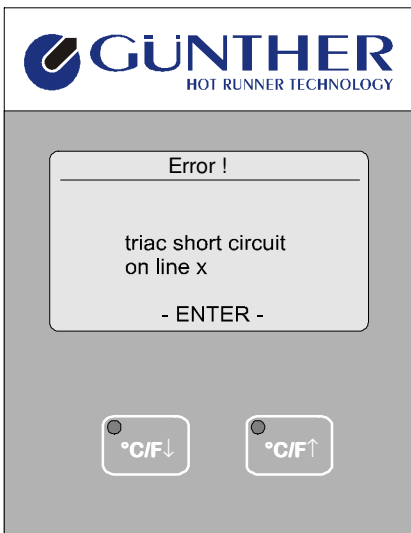 GÜNTHER
HOT RUNNER TECHNOLOGY
Error !
triac short circuit
on line x
- ENTER -
°C/F↓
°C/F↑